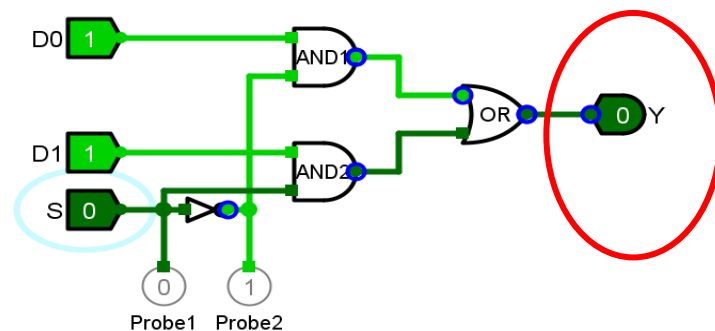 D0 1
AND1
OR
0 Y
D1 1
AND2
S 0
0 1
Probe1 Probe2